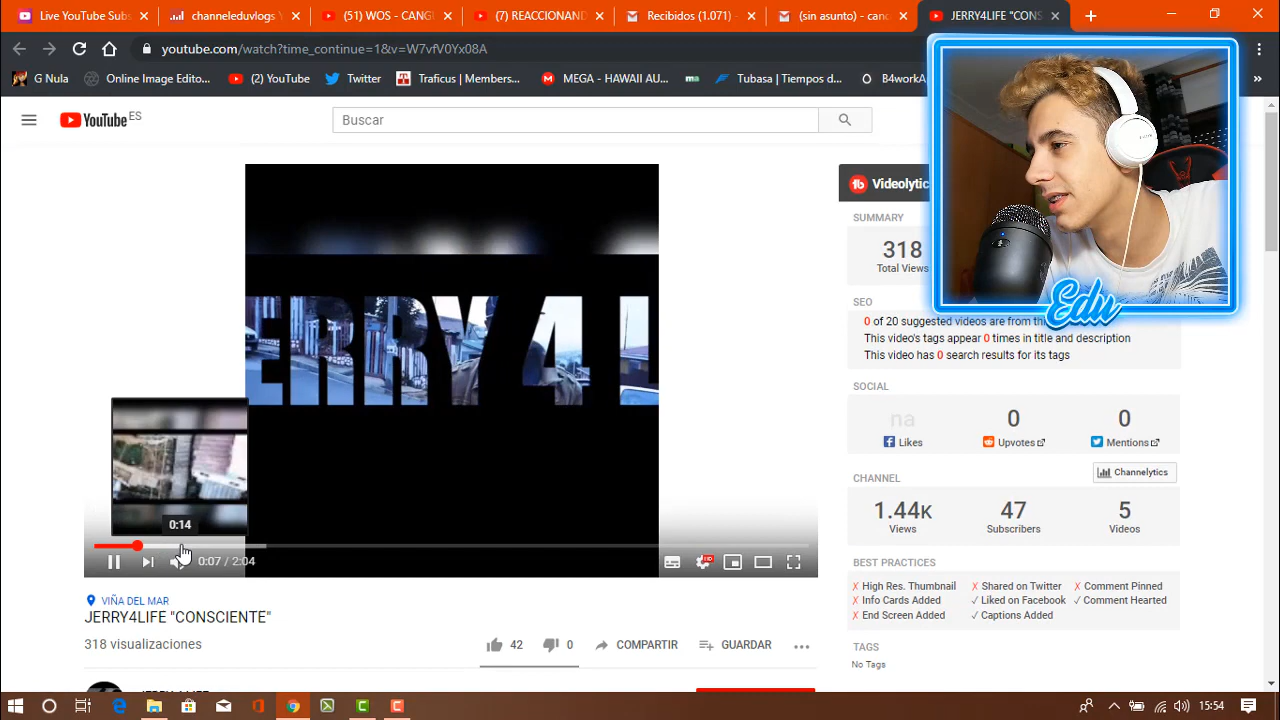 Live YouTube Subs
channeleduvlogs Y
(51) WOS - CANGU
(7) REACCIONAND
Recibidos (1.071) -
(sin asunto) - canc
JERRY4LIFE "CONS
youtube.com/watch?time_continue=1&v=W7vfV0Yx08A
G Nula
Online Image Edito...
(2) YouTube
Twitter
Traficus | Members...
MEGA - HAWAII AU...
Tubasa | Tiempos d...
B4workA
»
YouTube ES
Buscar
ERRY4 L
0:14
0:07 / 2:04
HD
VIÑA DEL MAR
JERRY4LIFE "CONSCIENTE"
318 visualizaciones
42
0
COMPARTIR
GUARDAR
Videolytic
SUMMARY
318
Total Views
Edu
SEO
0 of 20 suggested videos are from th
This video's tags appear 0 times in title and description
This video has 0 search results for its tags
SOCIAL
na
0
0
Likes
Upvotes
Mentions
CHANNEL
Channelytics
1.44K
47
5
Views
Subscribers
Videos
BEST PRACTICES
✗ High Res. Thumbnail
✗ Shared on Twitter
✗ Comment Pinned
✗ Info Cards Added
✓ Liked on Facebook
✓ Comment Hearted
✗ End Screen Added
✓ Captions Added
TAGS
No Tags
15:54